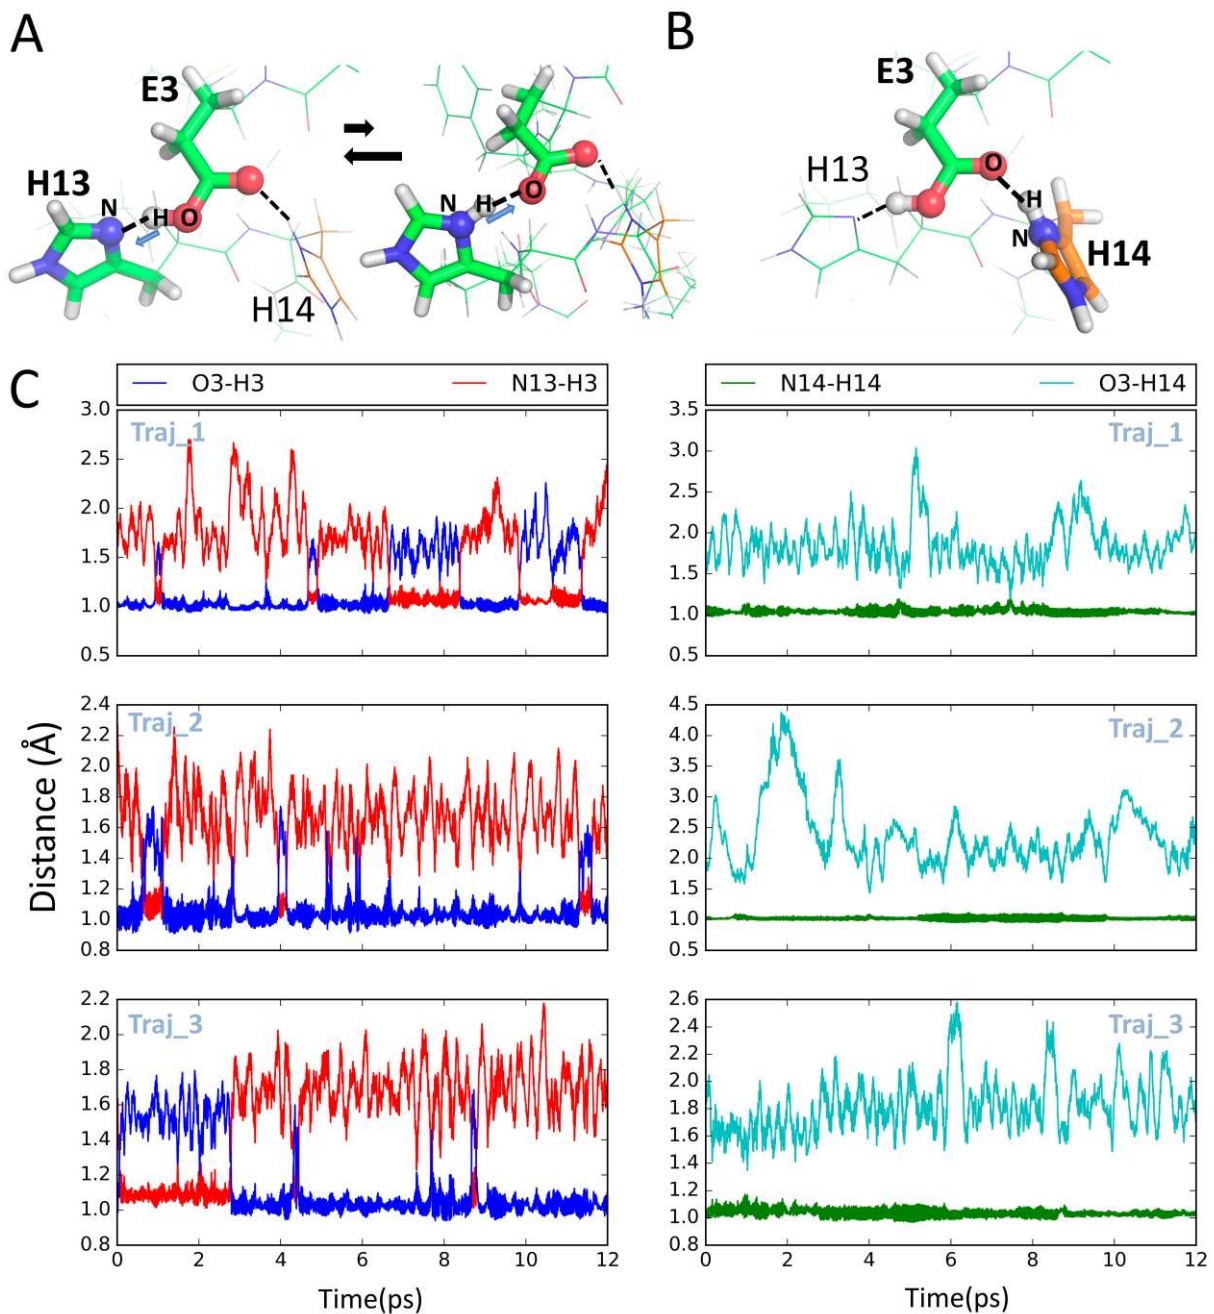 A
B
E3
E3
H13
H13
N
H
O
N
H
O
O
H
N
H14
H14
C
O3-H3 N13-H3
N14-H14 O3-H14
Traj_1
3.0
2.5
2.0
1.5
1.0
0.5
Traj_1
3.5
3.0
2.5
2.0
1.5
1.0
0.5
Distance (Å)
Traj_2
2.4
2.2
2.0
1.8
1.6
1.4
1.2
1.0
0.8
Traj_2
4.5
4.0
3.5
3.0
2.5
2.0
1.5
1.0
0.5
Traj_3
2.2
2.0
1.8
1.6
1.4
1.2
1.0
0.8
0 2 4 6 8 10 12
Time(ps)
Traj_3
2.6
2.4
2.2
2.0
1.8
1.6
1.4
1.2
1.0
0.8
0 2 4 6 8 10 12
Time(ps)